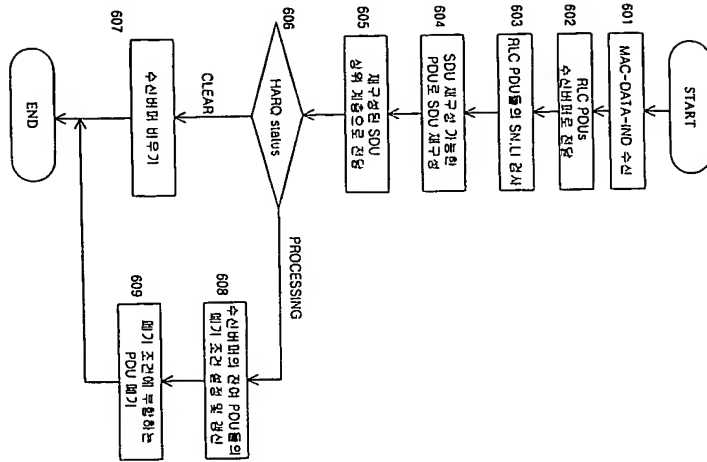 START
601
MAC-DATA-IND 수신
602
RLC PDUs
수신버퍼로 전달
603
RLC PDU들의 SN,LI 검사
604
SDU 재구성 가능한
PDU로 SDU 재구성
605
재구성된 SDU
상위 계층으로 전달
606
HARQ Status
CLEAR
PROCESSING
607
수신버퍼 비우기
608
수신버퍼의 잔여 PDU들의
폐기 조건 설정 및 갱신
609
폐기 조건에 부합하는
PDU 폐기
END